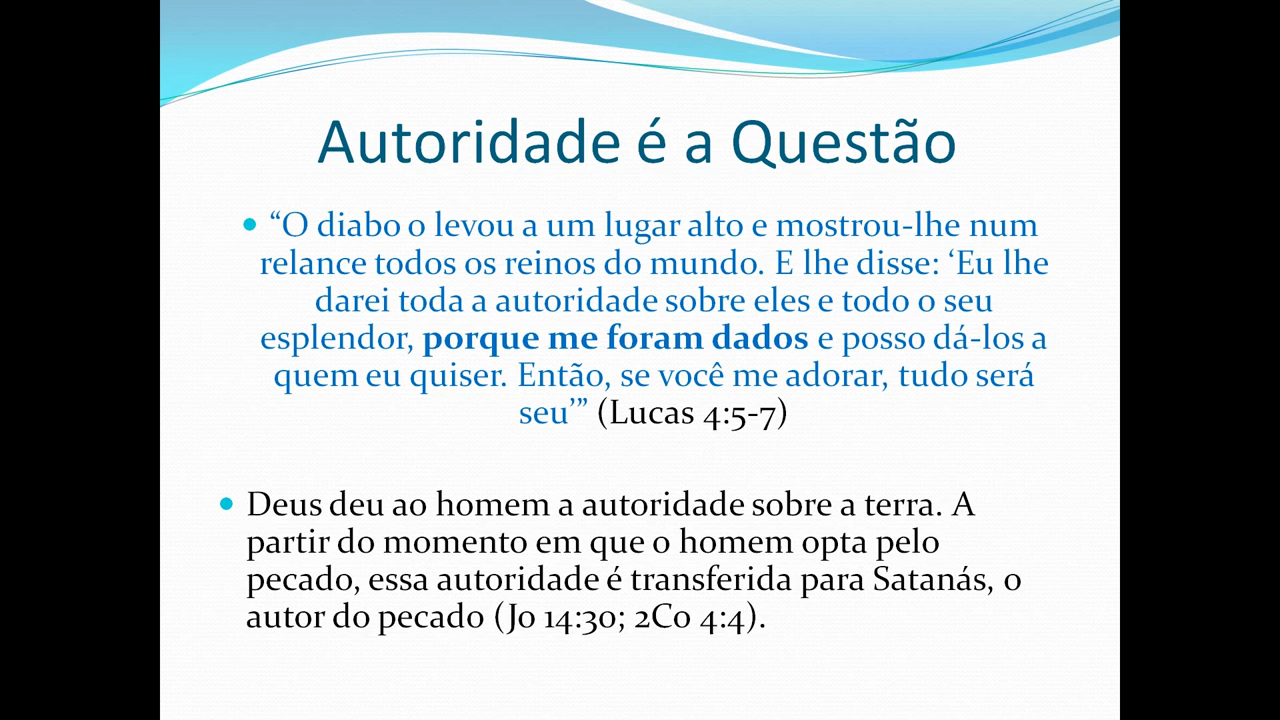 Autoridade é a Questão
• “O diabo o levou a um lugar alto e mostrou-lhe num
relance todos os reinos do mundo. E lhe disse: ‘Eu lhe
darei toda a autoridade sobre eles e todo o seu
esplendor, porque me foram dados e posso dá-los a
quem eu quiser. Então, se você me adorar, tudo será
seu’” (Lucas 4:5-7)
• Deus deu ao homem a autoridade sobre a terra. A
partir do momento em que o homem opta pelo
pecado, essa autoridade é transferida para Satanás, o
autor do pecado (Jo 14:30; 2Co 4:4).